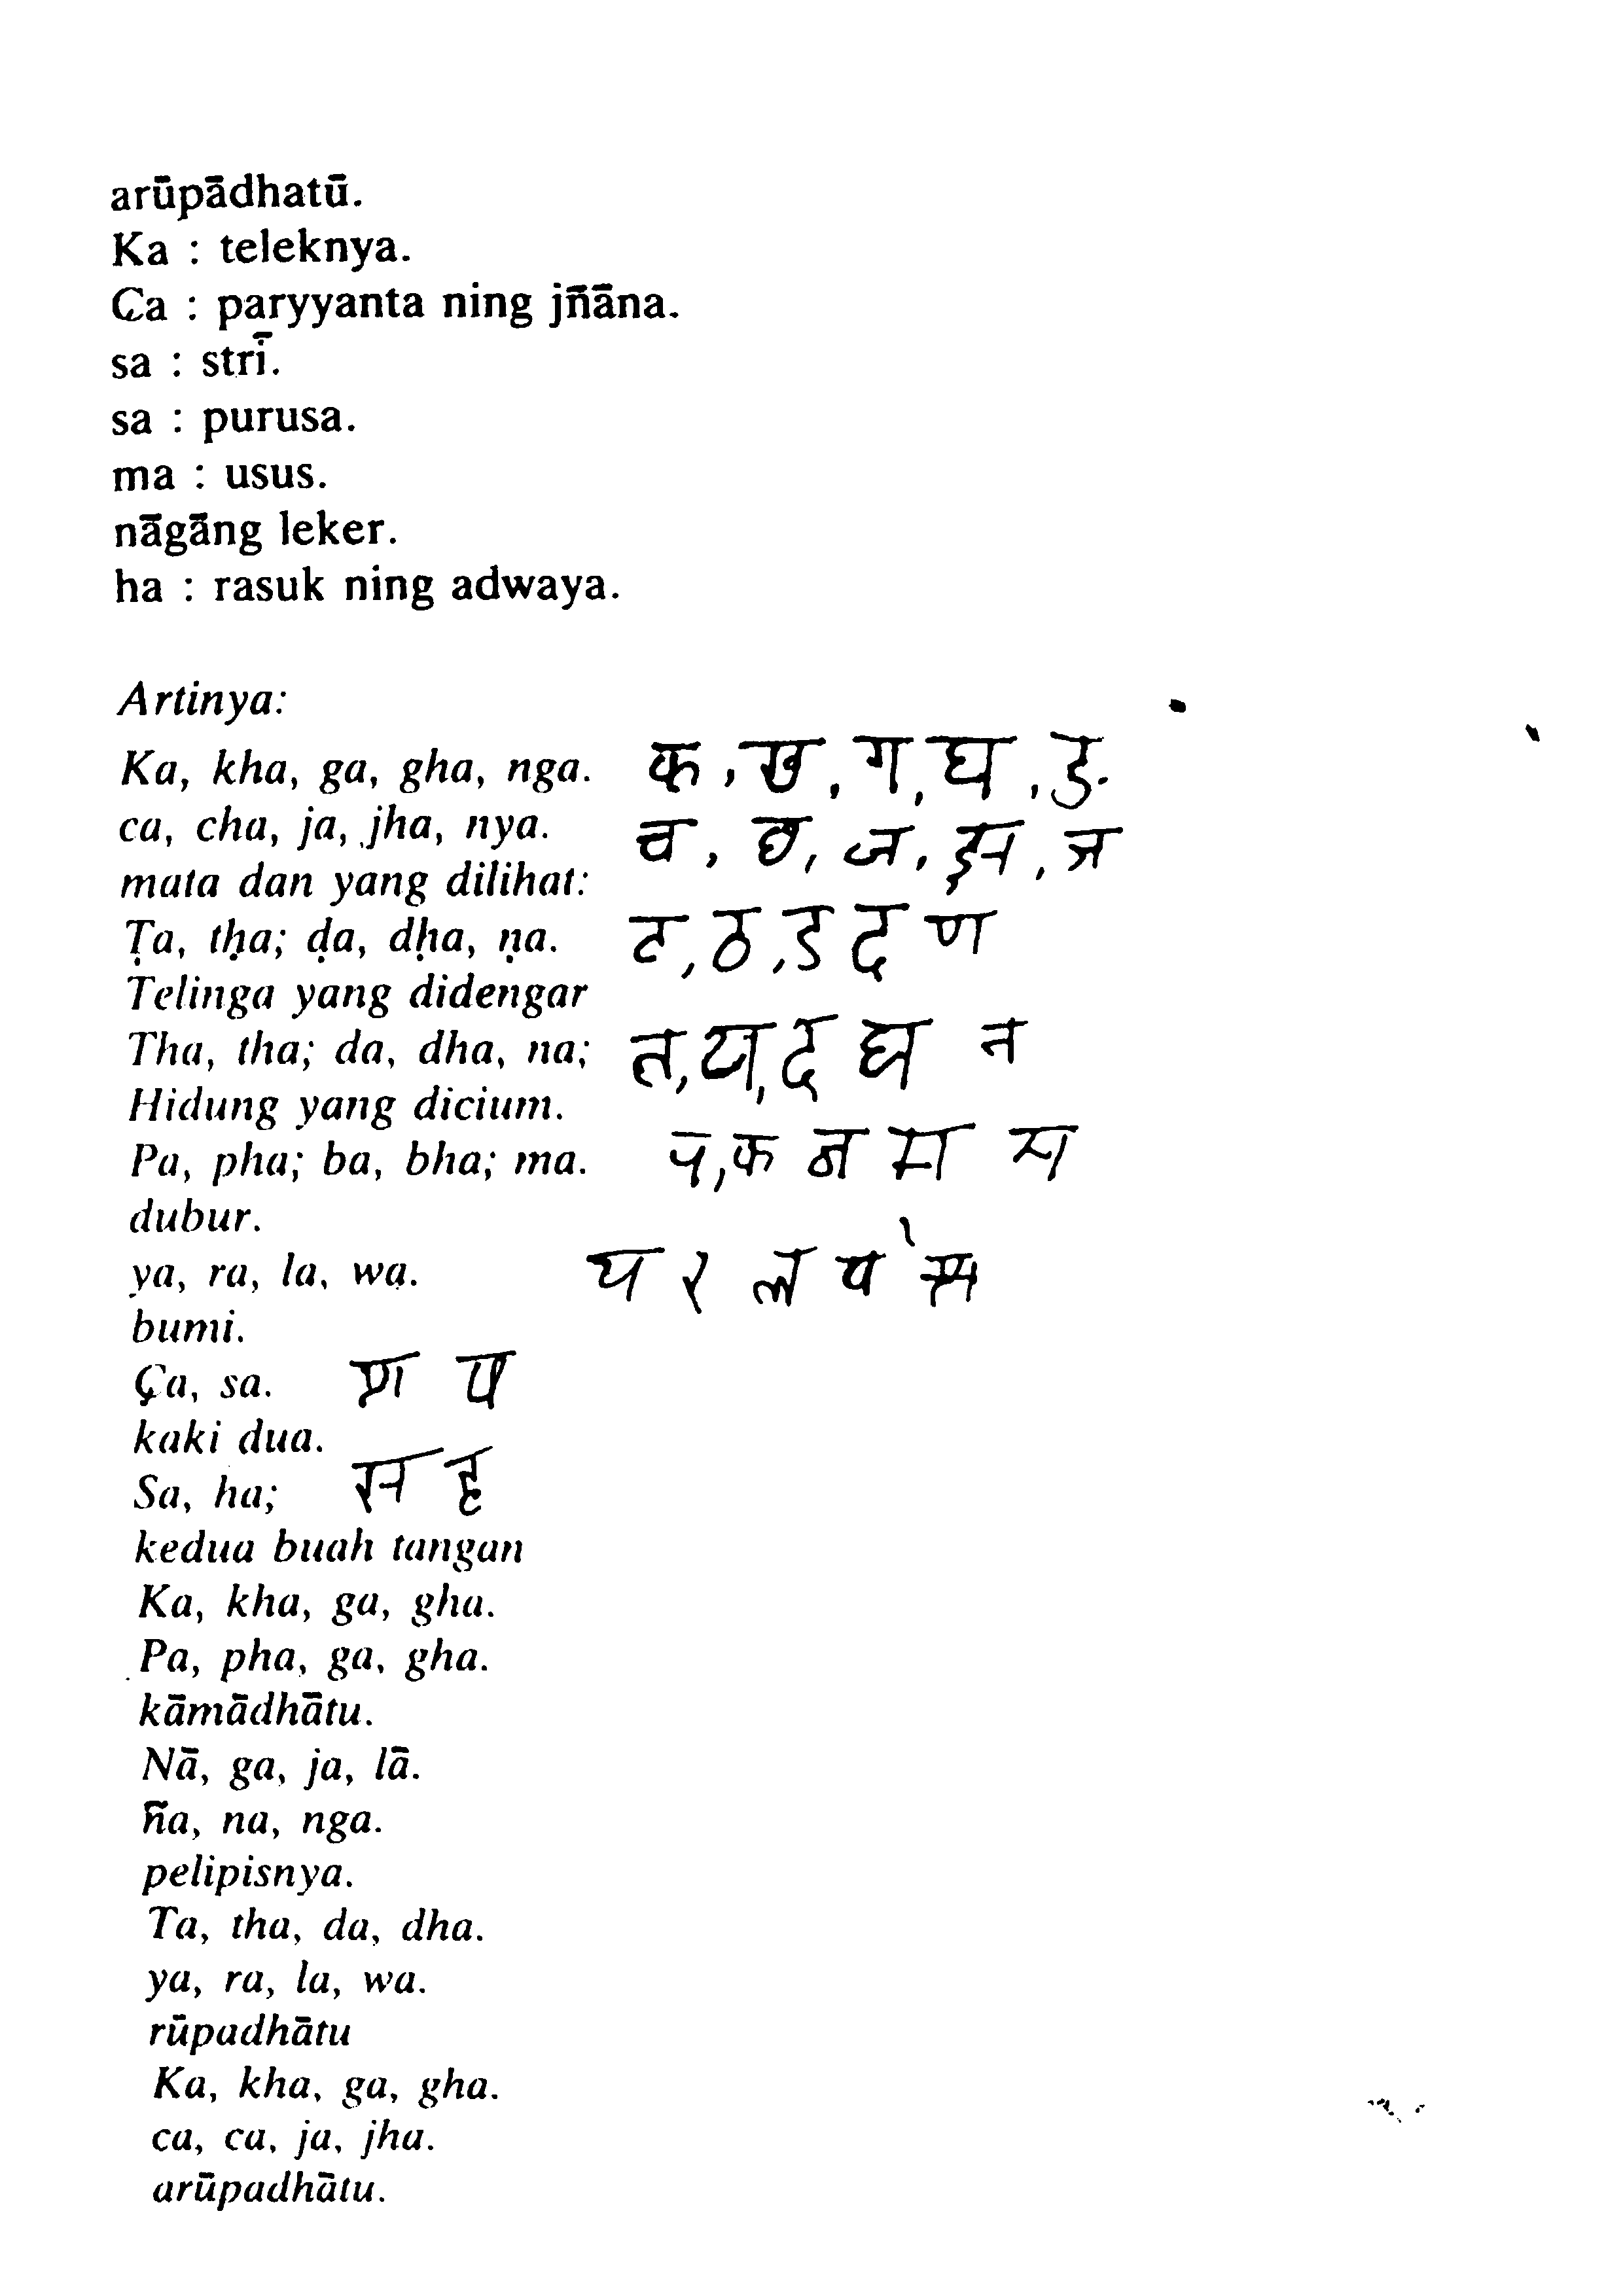 arūpādhatū.
Ka : teleknya.
Ça : paryyanta ning jñāna.
sa : strī.
sa : purusa.
ma : usus.
nāgāng leker.
ha : rasuk ning adwaya.
Artinya:
Ka, kha, ga, gha, nga. क , ख , ग , घ , ङ
ca, cha, ja, jha, nya. च , छ , ज , झ , ञ
mata dan yang dilihat:
Ṭa, ṭha; ḍa, ḍha, ṇa. ट , ठ , ड ढ ण
Telinga yang didengar
Tha, tha; da, dha, na; त , थ , द ध न
Hidung yang dicium.
Pa, pha; ba, bha; ma. प , फ ब भ म
dubur.
ya, ra, la, wa. य र ल व
bumi.
Ça, sa. श ष
kaki dua.
Sa, ha; स ह
kedua buah tangan
Ka, kha, ga, gha.
Pa, pha, ga, gha.
kāmādhātu.
Nā, ga, ja, lā.
ña, na, nga.
pelipisnya.
Ta, tha, da, dha.
ya, ra, la, wa.
rūpadhātu
Ka, kha, ga, gha.
ca, ca, ja, jha.
arūpadhātu.